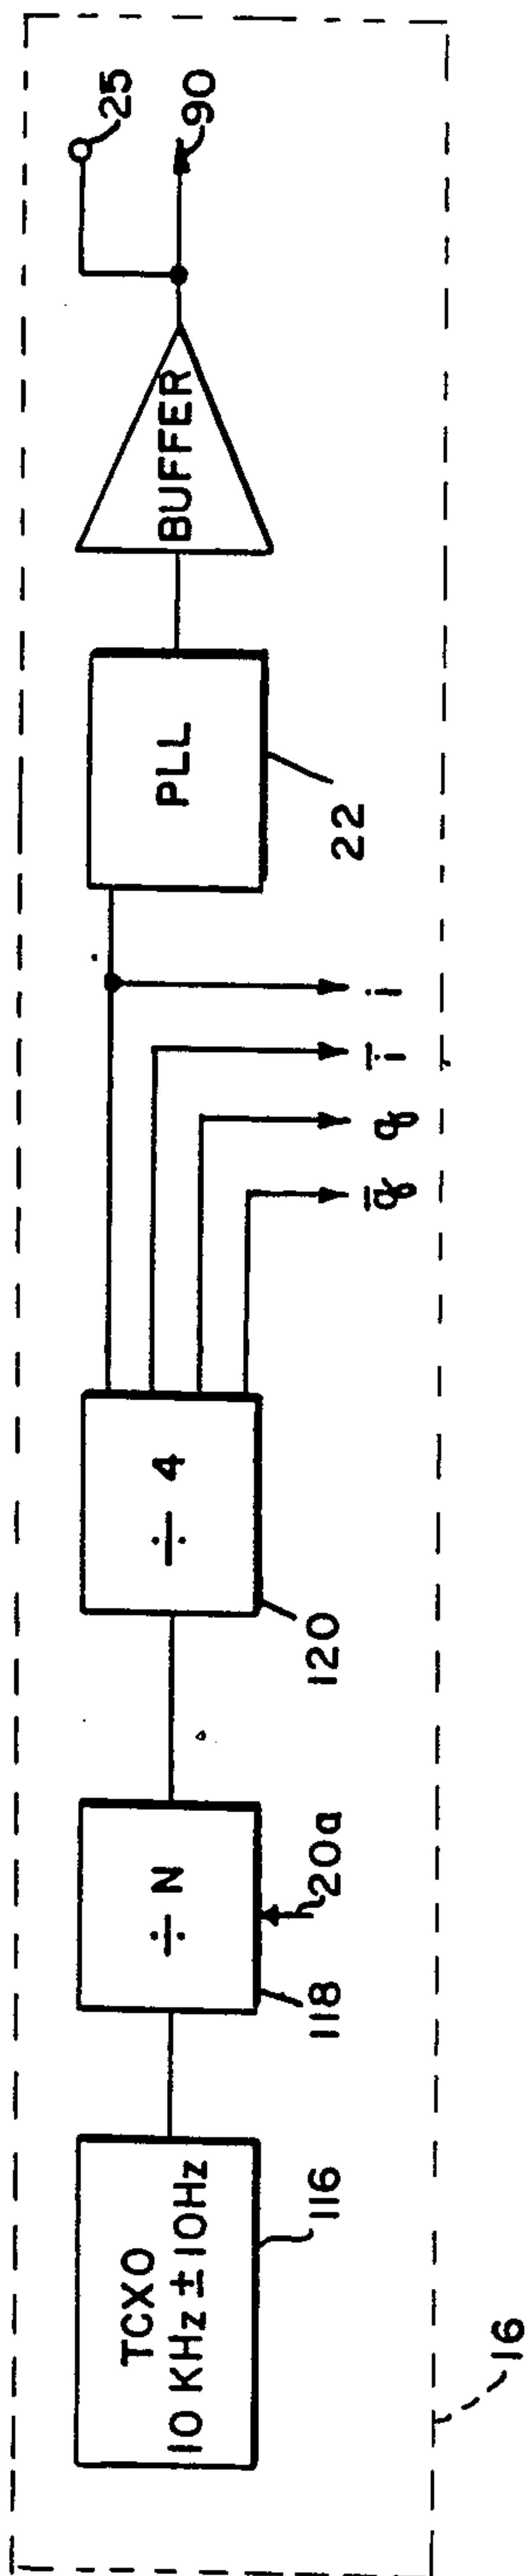 TCXO
10 KHz ± 10Hz
116
÷ N
118
20a
÷ 4
120
q̅
q
i̅
i
PLL
22
BUFFER
25
90
16